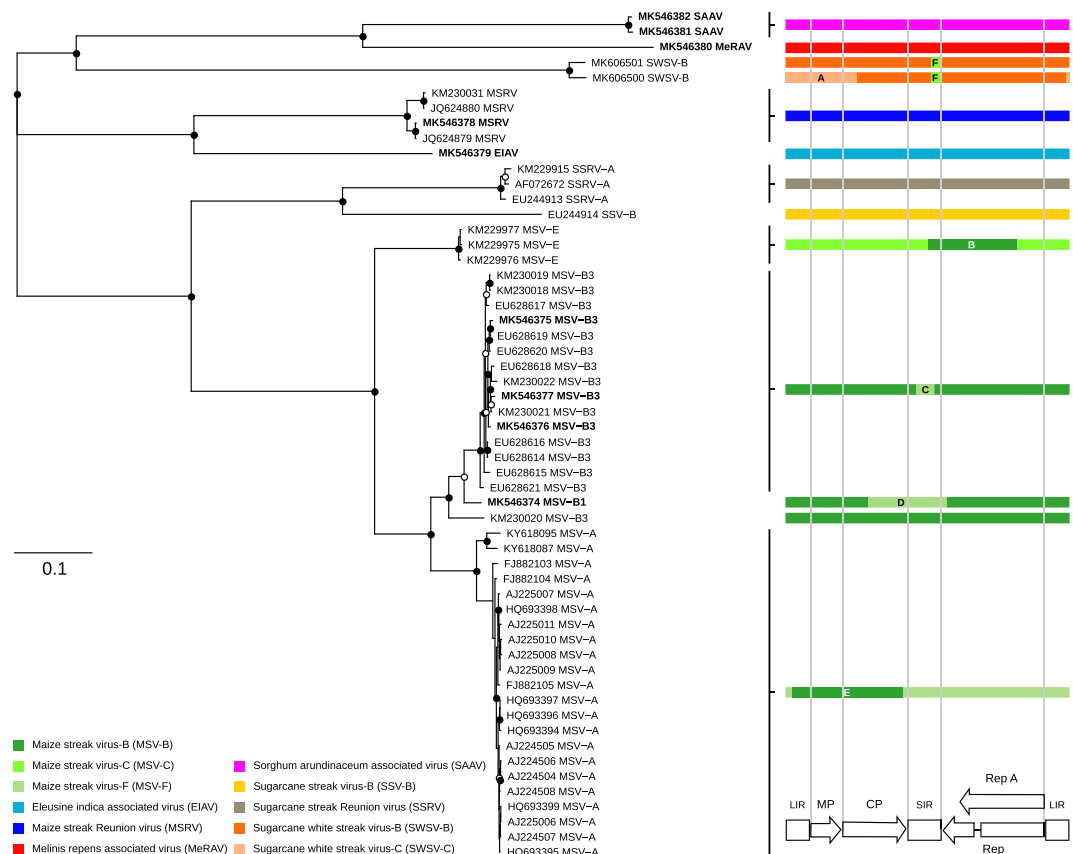 MK546382 SAAV
MK546381 SAAV
MK546380 MeRAV
MK606501 SWSV-B
F
MK606500 SWSV-B
A
F
KM230031 MSRV
JQ624880 MSRV
MK546378 MSRV
JQ624879 MSRV
MK546379 EIAV
KM229915 SSRV-A
AF072672 SSRV-A
EU244913 SSRV-A
EU244914 SSV-B
KM229977 MSV-E
KM229975 MSV-E
B
KM229976 MSV-E
KM230019 MSV-B3
KM230018 MSV-B3
EU628617 MSV-B3
MK546375 MSV-B3
EU628619 MSV-B3
EU628620 MSV-B3
EU628618 MSV-B3
KM230022 MSV-B3
C
MK546377 MSV-B3
KM230021 MSV-B3
MK546376 MSV-B3
EU628616 MSV-B3
EU628614 MSV-B3
EU628615 MSV-B3
EU628621 MSV-B3
MK546374 MSV-B1
D
KM230020 MSV-B3
KY618095 MSV-A
KY618087 MSV-A
0.1
FJ882103 MSV-A
FJ882104 MSV-A
AJ225007 MSV-A
HQ693398 MSV-A
AJ225011 MSV-A
AJ225010 MSV-A
AJ225008 MSV-A
AJ225009 MSV-A
FJ882105 MSV-A
E
HQ693397 MSV-A
HQ693396 MSV-A
HQ693394 MSV-A
AJ224505 MSV-A
AJ224506 MSV-A
AJ224504 MSV-A
AJ224508 MSV-A
HQ693399 MSV-A
AJ225006 MSV-A
AJ224507 MSV-A
HQ693395 MSV-A
Maize streak virus-B (MSV-B)
Maize streak virus-C (MSV-C)
Maize streak virus-F (MSV-F)
Eleusine indica associated virus (EIAV)
Maize streak Reunion virus (MSRV)
Melinis repens associated virus (MeRAV)
Sorghum arundinaceum associated virus (SAAV)
Sugarcane streak virus-B (SSV-B)
Sugarcane streak Reunion virus (SSRV)
Sugarcane white streak virus-B (SWSV-B)
Sugarcane white streak virus-C (SWSV-C)
Rep A
LIR
MP
CP
SIR
LIR
Rep